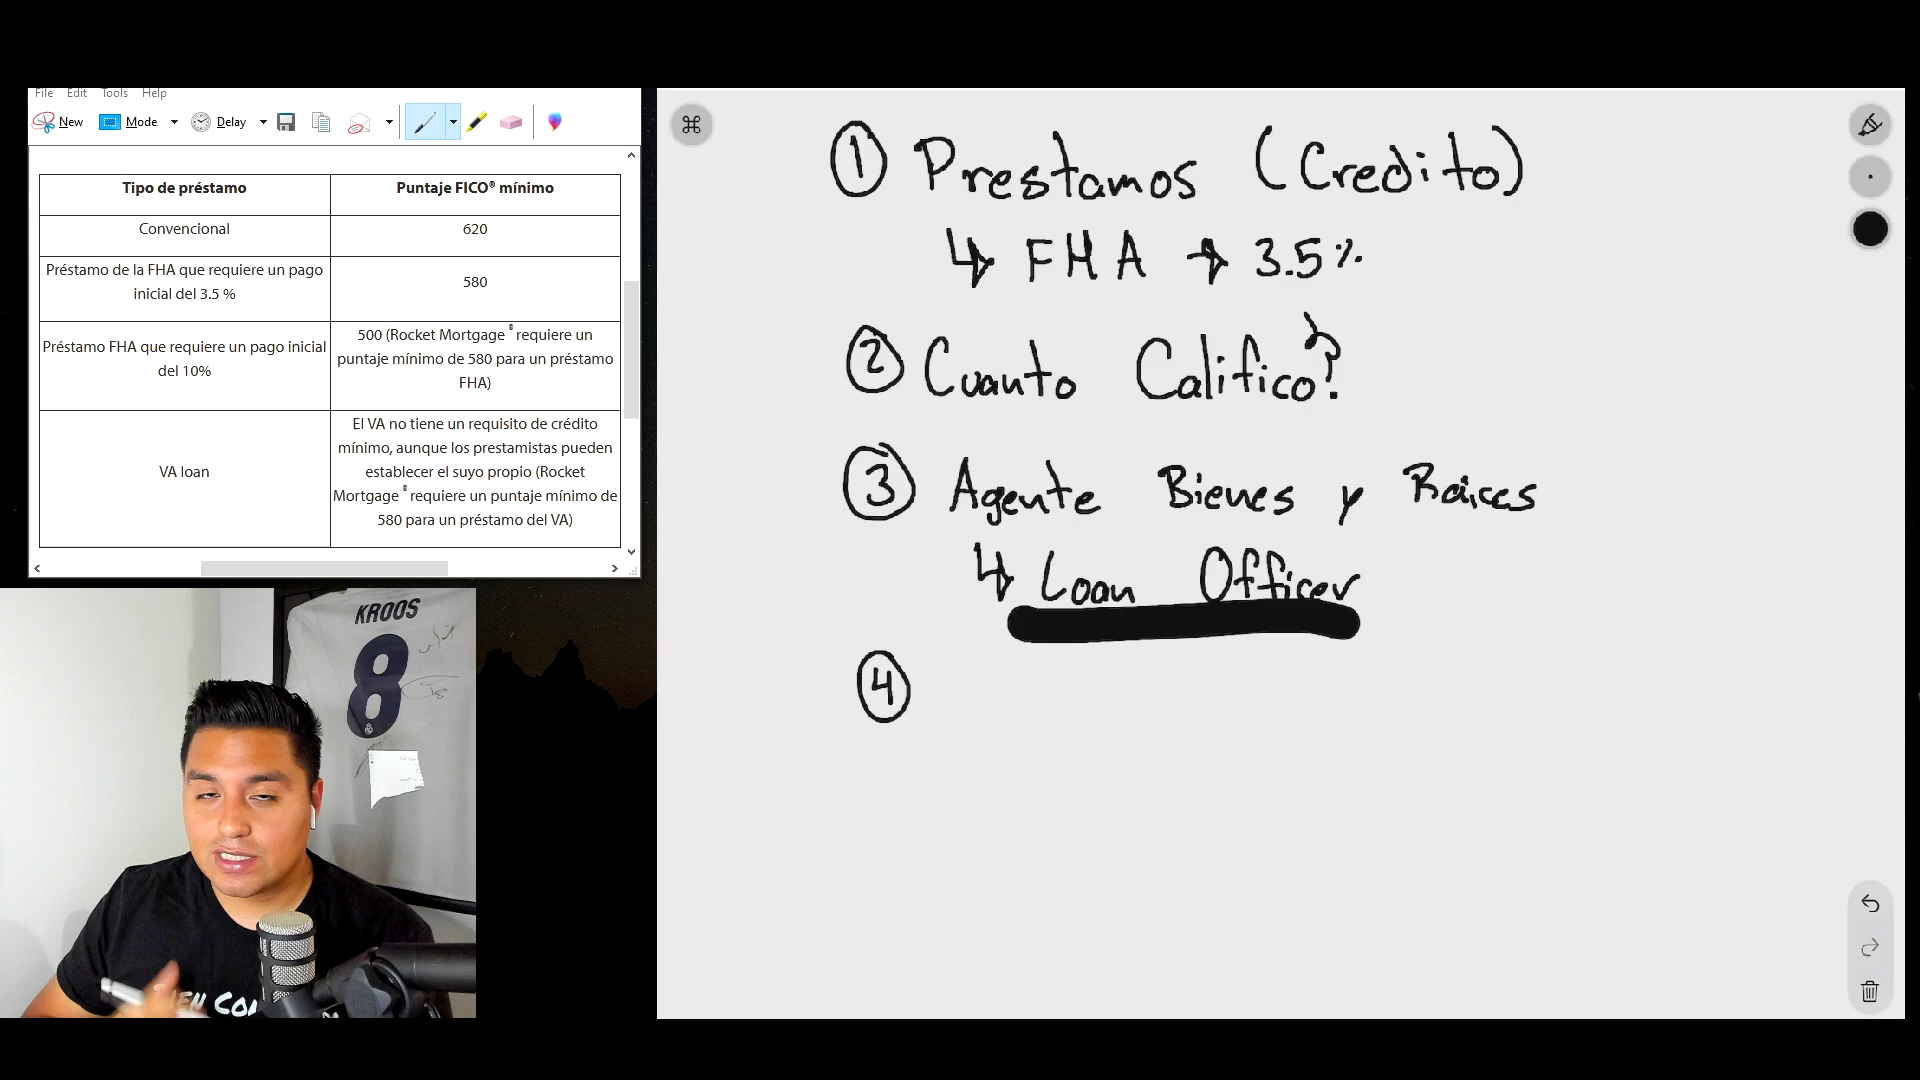 File Edit Tools Help
New Mode Delay
Tipo de préstamo Puntaje FICO® mínimo
Convencional 620
Préstamo de la FHA que requiere un pago
inicial del 3.5 %
580
Préstamo FHA que requiere un pago inicial
del 10%
500 (Rocket Mortgage® requiere un
puntaje mínimo de 580 para un préstamo
FHA)
VA loan
El VA no tiene un requisito de crédito
mínimo, aunque los prestamistas pueden
establecer el suyo propio (Rocket
Mortgage® requiere un puntaje mínimo de
580 para un préstamo del VA)
KROOS
8
① Prestamos (Credito)
↳ FHA → 3.5%
② Cuanto Califico?
③ Agente Bienes y Raices
↳ Loan Officer
④